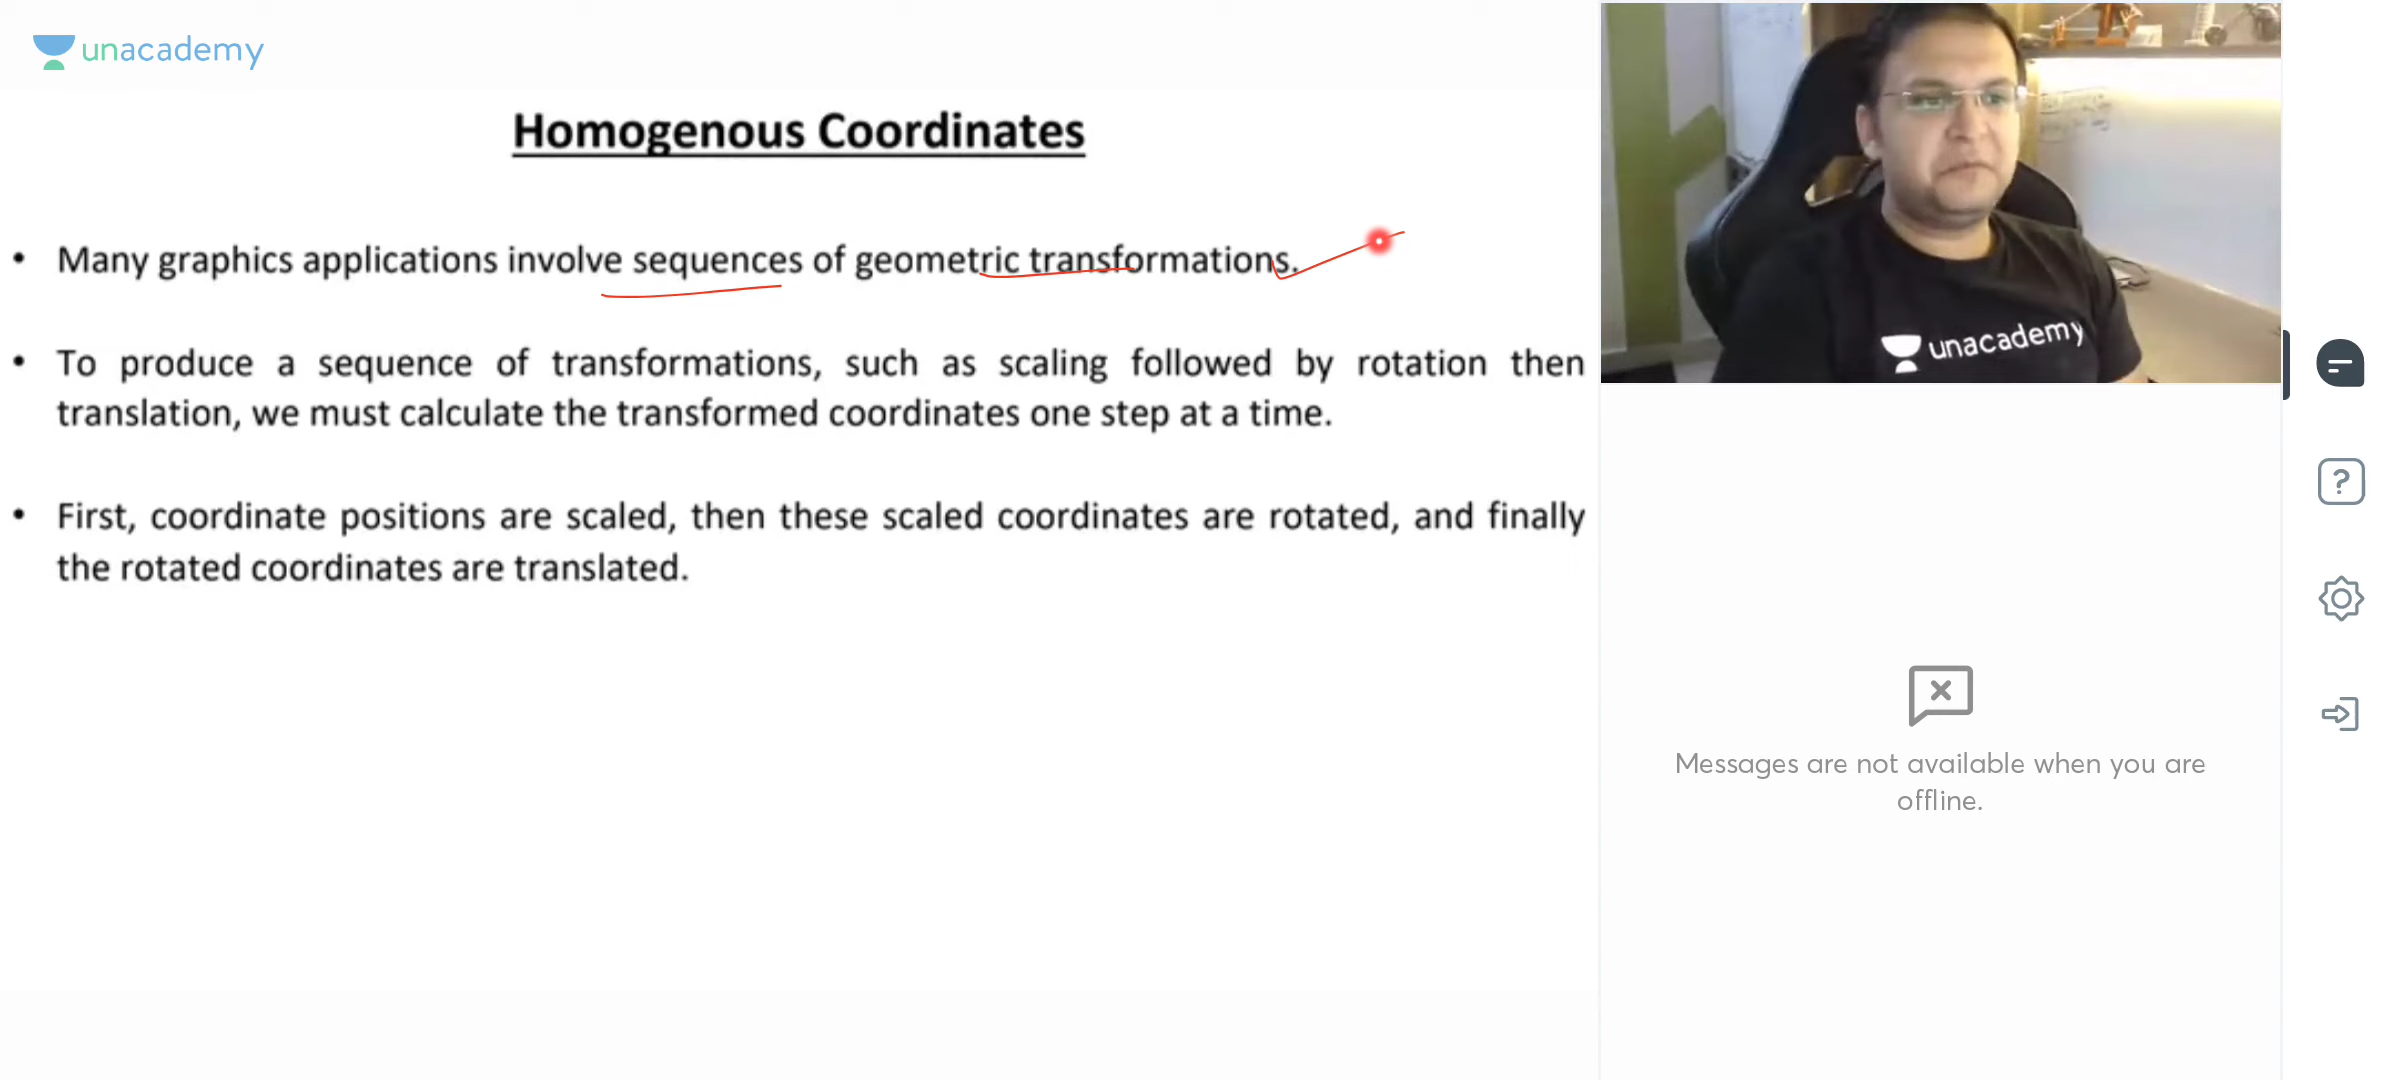 unacademy
Homogenous Coordinates
• Many graphics applications involve sequences of geometric transformations.
• To produce a sequence of transformations, such as scaling followed by rotation then
translation, we must calculate the transformed coordinates one step at a time.
• First, coordinate positions are scaled, then these scaled coordinates are rotated, and finally
the rotated coordinates are translated.
unacademy
?
Messages are not available when you are
offline.